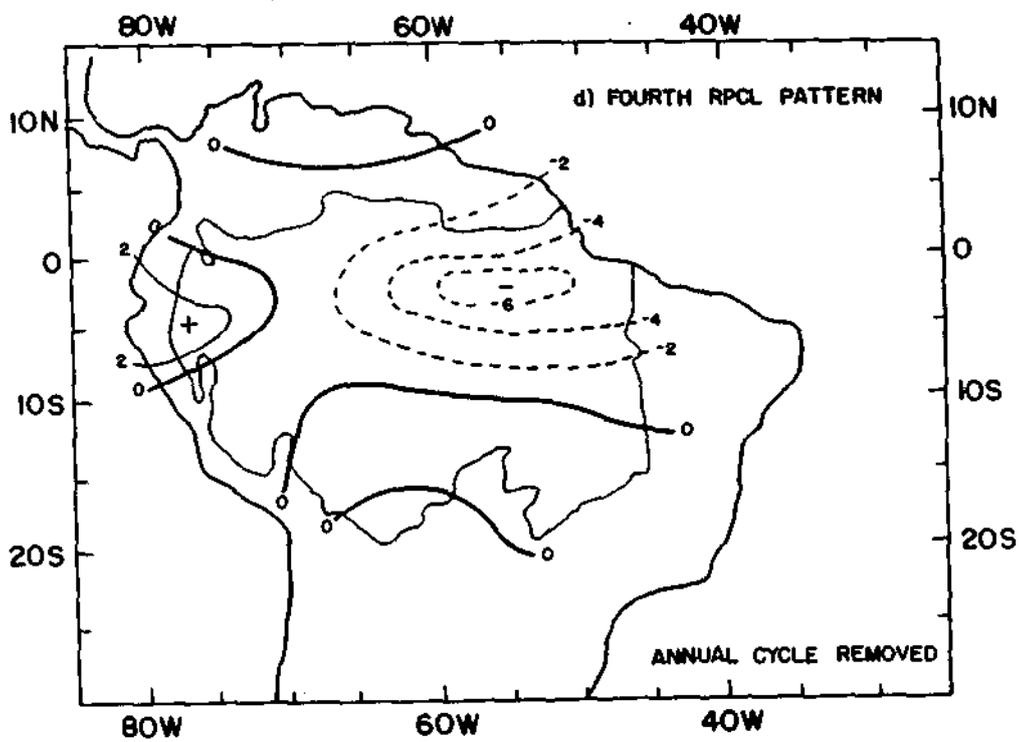 80W 60W 40W
d) FOURTH RPCL PATTERN
10N 10N
0 0
-2
0 -4
2
0 0
0
-
6
+
-4
2 -2
0
10S 10S
0
0
0
20S 0 20S
ANNUAL CYCLE REMOVED
80W 60W 40W